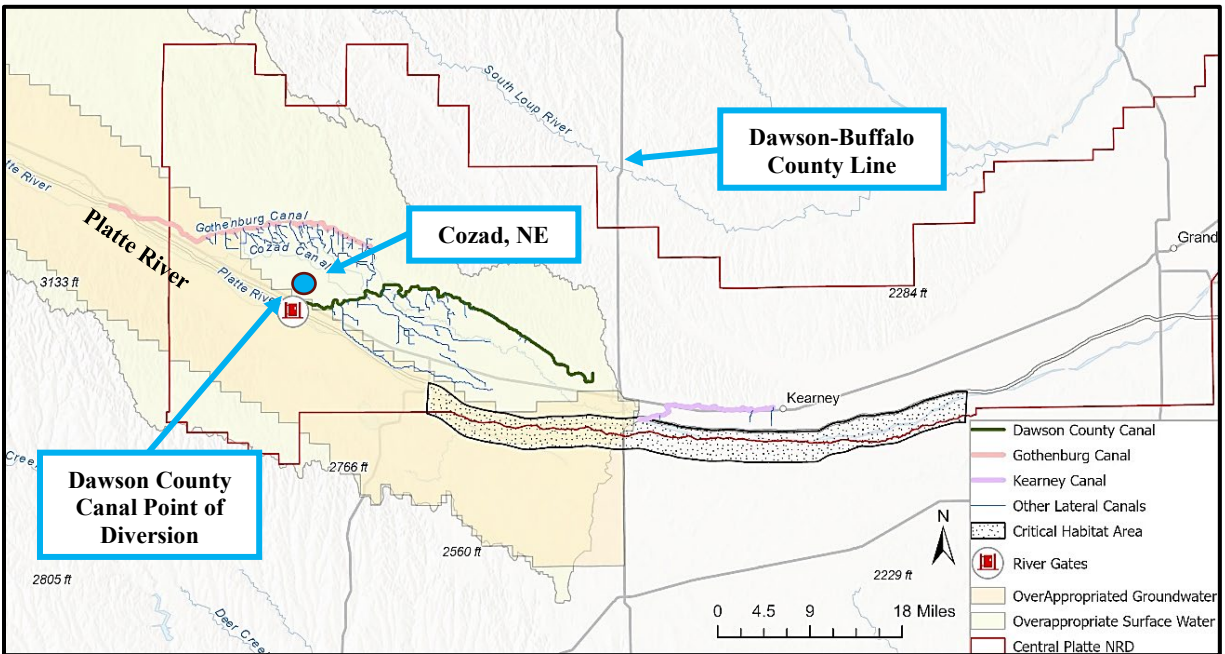 South Loup River
Dawson-Buffalo
County Line
tte River
Platte River
Gothenburg Canal
Cozad Canal
Cozad, NE
Grand
3133 ft
Platte River
2284 ft
Kearney
Dawson County
Canal Point of
Diversion
2766 ft
Creek
2560 ft
2805 ft
Deer Creek
2229 ft
N
0 4.5 9 18 Miles
Dawson County Canal
Gothenburg Canal
Kearney Canal
Other Lateral Canals
Critical Habitat Area
River Gates
OverAppropriated Groundwater
Overappropriate Surface Water
Central Platte NRD